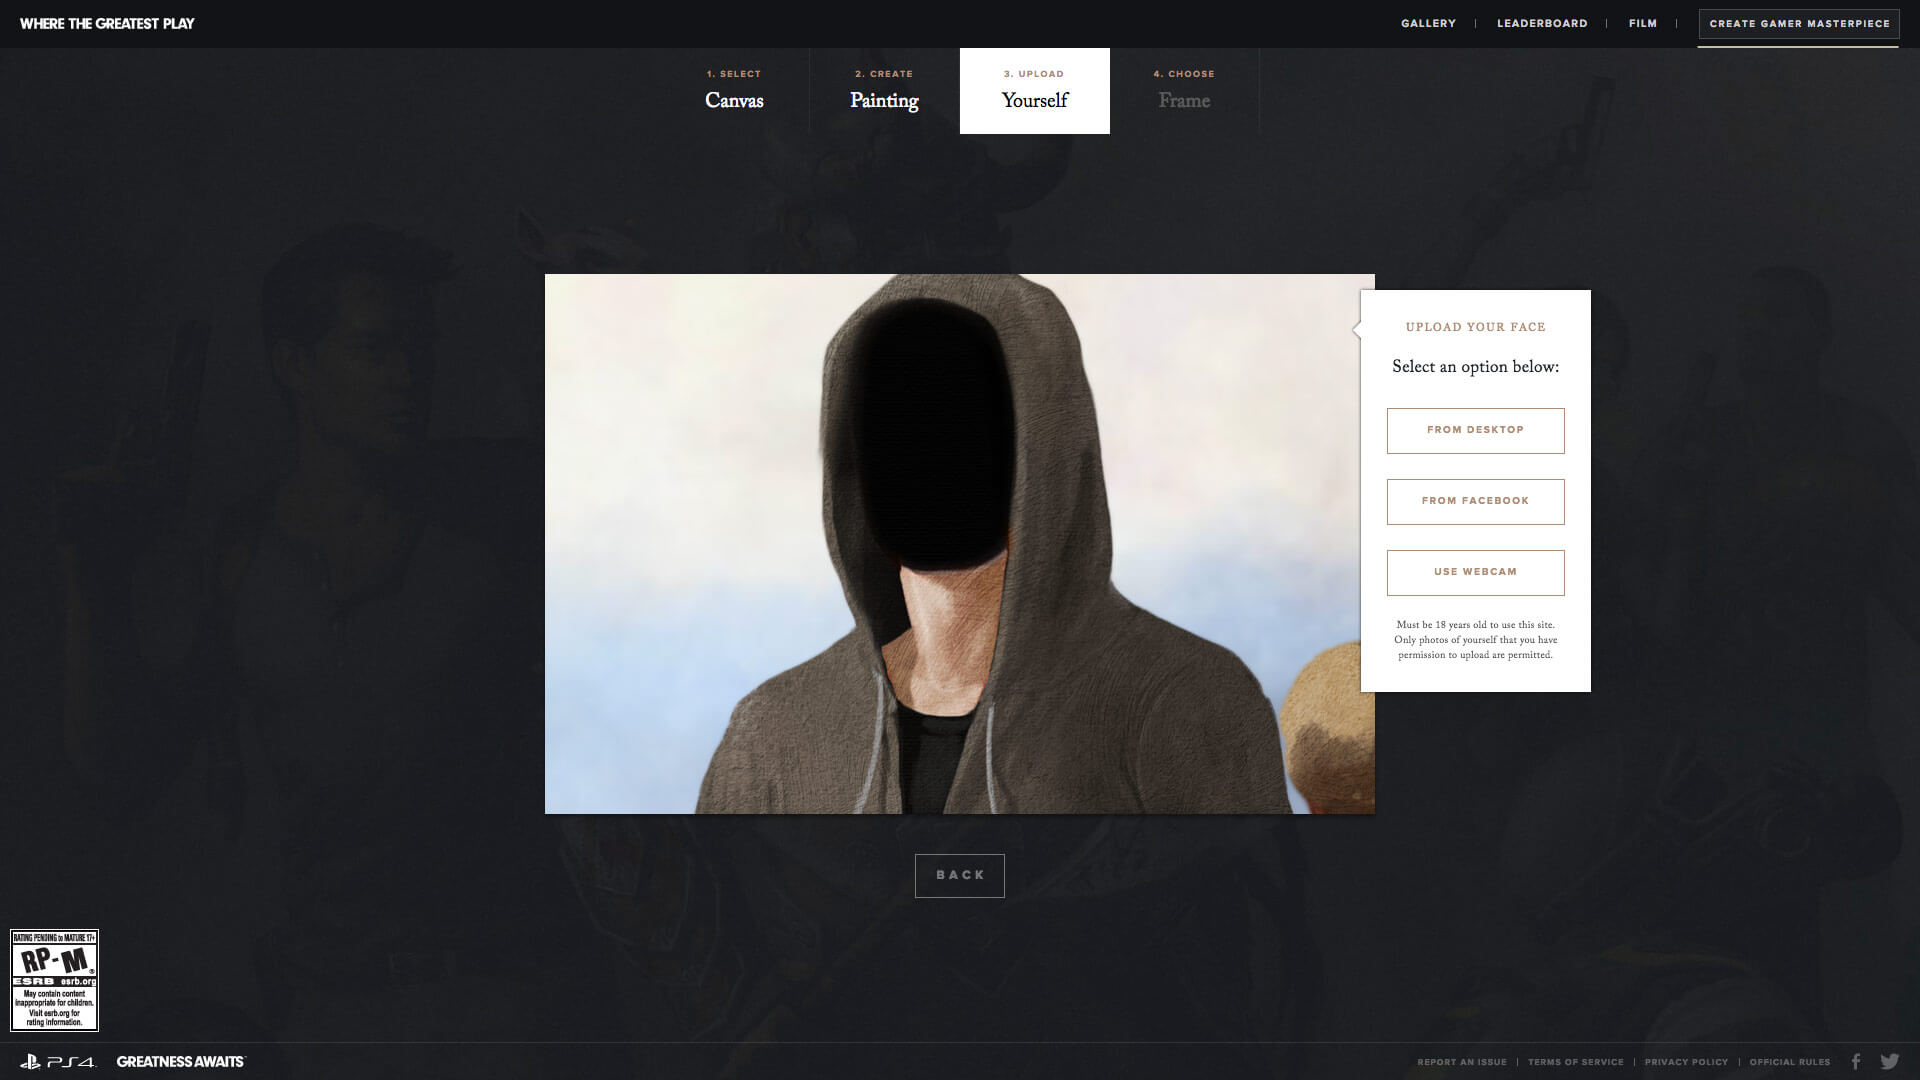 WHERE THE GREATEST PLAY
GALLERY
LEADERBOARD
FILM
CREATE GAMER MASTERPIECE
1. SELECT
Canvas
2. CREATE
Painting
3. UPLOAD
Yourself
4. CHOOSE
Frame
UPLOAD YOUR FACE
Select an option below:
FROM DESKTOP
FROM FACEBOOK
USE WEBCAM
Must be 18 years old to use this site.
Only photos of yourself that you have
permission to upload are permitted.
BACK
RATING PENDING to MATURE 17+
RP-M
ESRB esrb.org
May contain content
inappropriate for children.
Visit esrb.org for
rating information.
PS4
GREATNESS AWAITS
REPORT AN ISSUE
TERMS OF SERVICE
PRIVACY POLICY
OFFICIAL RULES